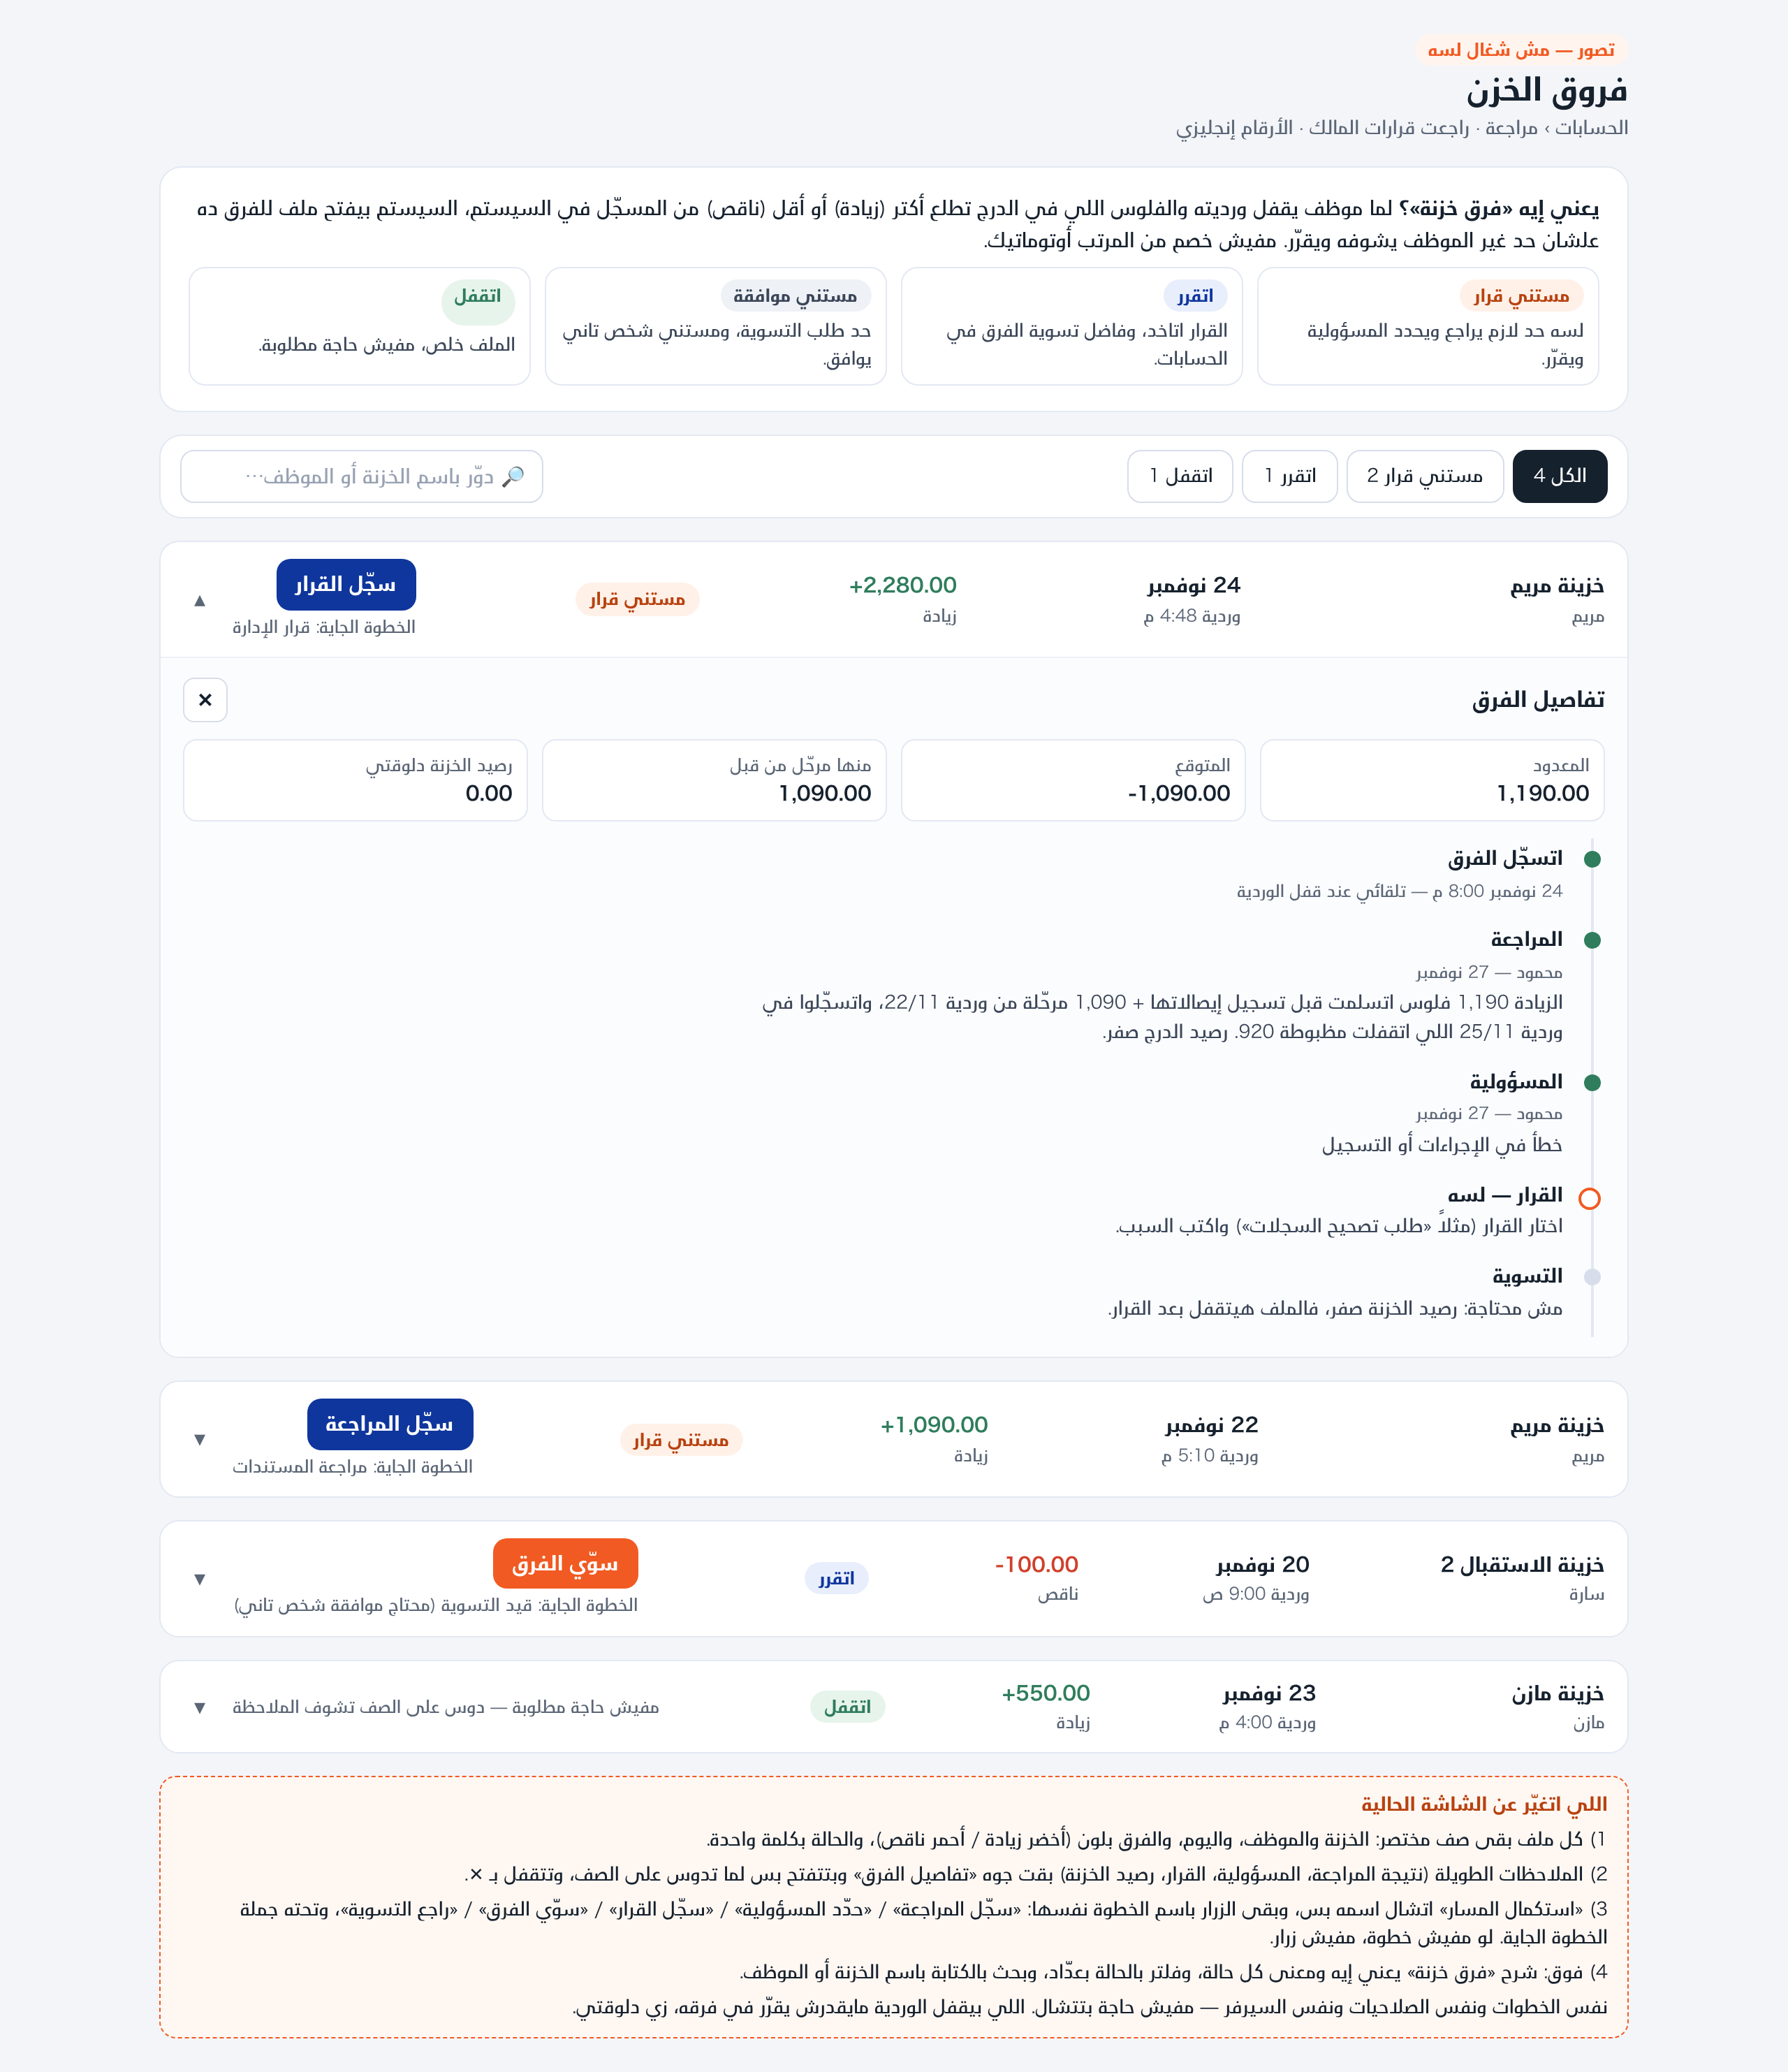 تصور — مش شغال لسه
فروق الخزن
الحسابات › مراجعة · راجعت قرارات المالك · الأرقام إنجليزي
يعني إيه «فرق خزنة»؟ لما موظف يقفل ورديته والفلوس اللي في الدرج تطلع أكتر (زيادة) أو أقل (ناقص) من المسجّل في السيستم، السيستم بيفتح ملف للفرق ده
علشان حد غير الموظف يشوفه ويقرّر. مفيش خصم من المرتب أوتوماتيك.
مستني قرار
لسه حد لازم يراجع ويحدد المسؤولية
ويقرّر.
اتقرر
القرار اتاخد، وفاضل تسوية الفرق في
الحسابات.
مستني موافقة
حد طلب التسوية، ومستني شخص تاني
يوافق.
اتقفل
الملف خلص، مفيش حاجة مطلوبة.
الكل 4
مستني قرار 2
اتقرر 1
اتقفل 1
🔎 دوّر باسم الخزنة أو الموظف…
خزينة مريم
مريم
24 نوفمبر
وردية 4:48 م
+2,280.00
زيادة
مستني قرار
سجّل القرار
الخطوة الجاية: قرار الإدارة
▲
تفاصيل الفرق
✕
المعدود
1,190.00
المتوقع
-1,090.00
منها مرحّل من قبل
1,090.00
رصيد الخزنة دلوقتي
0.00
اتسجّل الفرق
24 نوفمبر 8:00 م — تلقائي عند قفل الوردية
المراجعة
محمود — 27 نوفمبر
الزيادة 1,190 فلوس اتسلمت قبل تسجيل إيصالاتها + 1,090 مرحّلة من وردية 22/11، واتسجّلوا في
وردية 25/11 اللي اتقفلت مظبوطة 920. رصيد الدرج صفر.
المسؤولية
محمود — 27 نوفمبر
خطأ في الإجراءات أو التسجيل
القرار — لسه
اختار القرار (مثلاً «طلب تصحيح السجلات») واكتب السبب.
التسوية
مش محتاجة: رصيد الخزنة صفر، فالملف هيتقفل بعد القرار.
خزينة مريم
مريم
22 نوفمبر
وردية 5:10 م
+1,090.00
زيادة
مستني قرار
سجّل المراجعة
الخطوة الجاية: مراجعة المستندات
▼
خزينة الاستقبال 2
سارة
20 نوفمبر
وردية 9:00 ص
-100.00
ناقص
اتقرر
سوّي الفرق
الخطوة الجاية: قيد التسوية (محتاج موافقة شخص تاني)
▼
خزينة مازن
مازن
23 نوفمبر
وردية 4:00 م
+550.00
زيادة
اتقفل
مفيش حاجة مطلوبة — دوس على الصف تشوف الملاحظة
▼
اللي اتغيّر عن الشاشة الحالية
1) كل ملف بقى صف مختصر: الخزنة والموظف، واليوم، والفرق بلون (أخضر زيادة / أحمر ناقص)، والحالة بكلمة واحدة.
2) الملاحظات الطويلة (نتيجة المراجعة، المسؤولية، القرار، رصيد الخزنة) بقت جوه «تفاصيل الفرق» وبتتفتح بس لما تدوس على الصف، وتتقفل بـ ✕.
3) «استكمال المسار» اتشال اسمه بس، وبقى الزرار باسم الخطوة نفسها: «سجّل المراجعة» / «حدّد المسؤولية» / «سجّل القرار» / «سوّي الفرق» / «راجع التسوية»، وتحته جملة
الخطوة الجاية. لو مفيش خطوة، مفيش زرار.
4) فوق: شرح «فرق خزنة» يعني إيه ومعنى كل حالة، وفلتر بالحالة بعدّاد، وبحث بالكتابة باسم الخزنة أو الموظف.
نفس الخطوات ونفس الصلاحيات ونفس السيرفر — مفيش حاجة بتتشال. اللي بيقفل الوردية مايقدرش يقرّر في فرقه، زي دلوقتي.